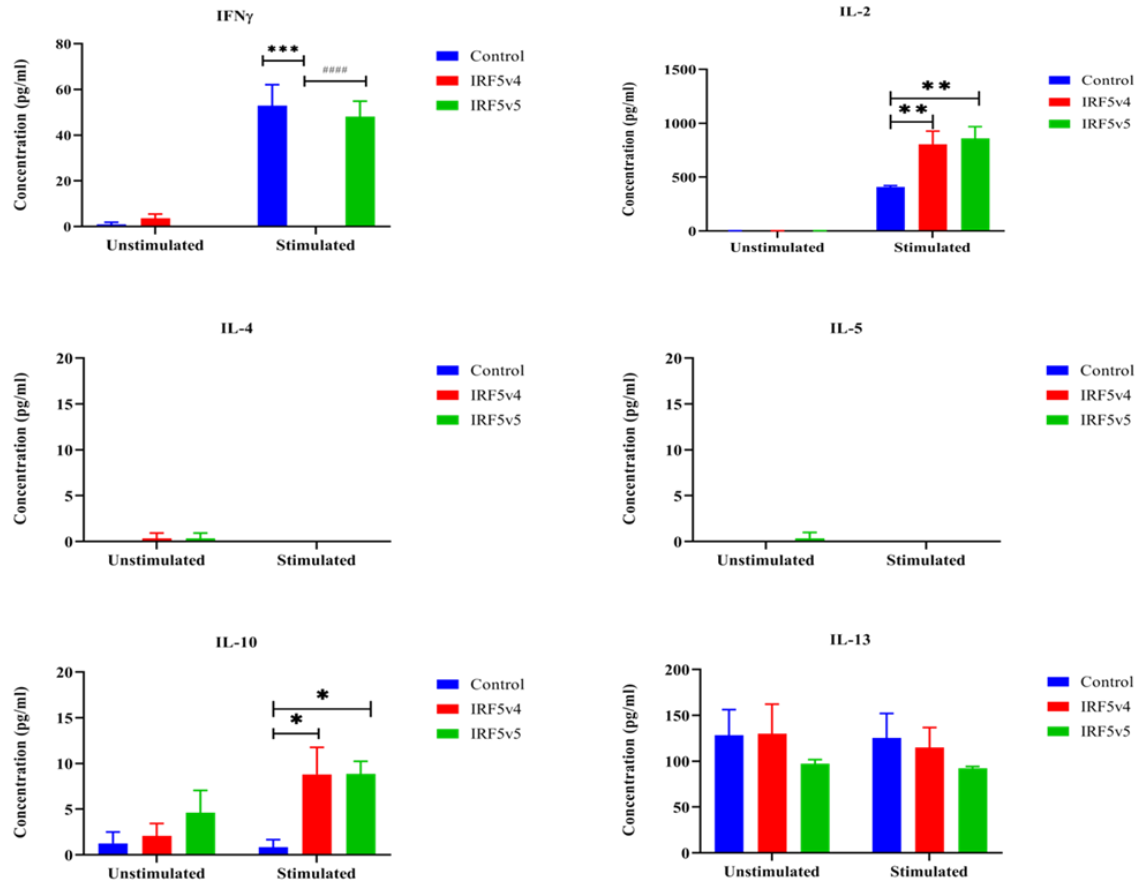 IFNγ
Concentration (pg/ml)
80
60
40
20
0
***
####
Unstimulated
Stimulated
Control
IRF5v4
IRF5v5
IL-2
Concentration (pg/ml)
1500
1000
500
0
**
**
Unstimulated
Stimulated
Control
IRF5v4
IRF5v5
IL-4
Concentration (pg/ml)
20
15
10
5
0
Unstimulated
Stimulated
Control
IRF5v4
IRF5v5
IL-5
Concentration (pg/ml)
20
15
10
5
0
Unstimulated
Stimulated
Control
IRF5v4
IRF5v5
IL-10
Concentration (pg/ml)
20
15
10
5
0
*
*
Unstimulated
Stimulated
Control
IRF5v4
IRF5v5
IL-13
Concentration (pg/ml)
200
150
100
50
0
Unstimulated
Stimulated
Control
IRF5v4
IRF5v5